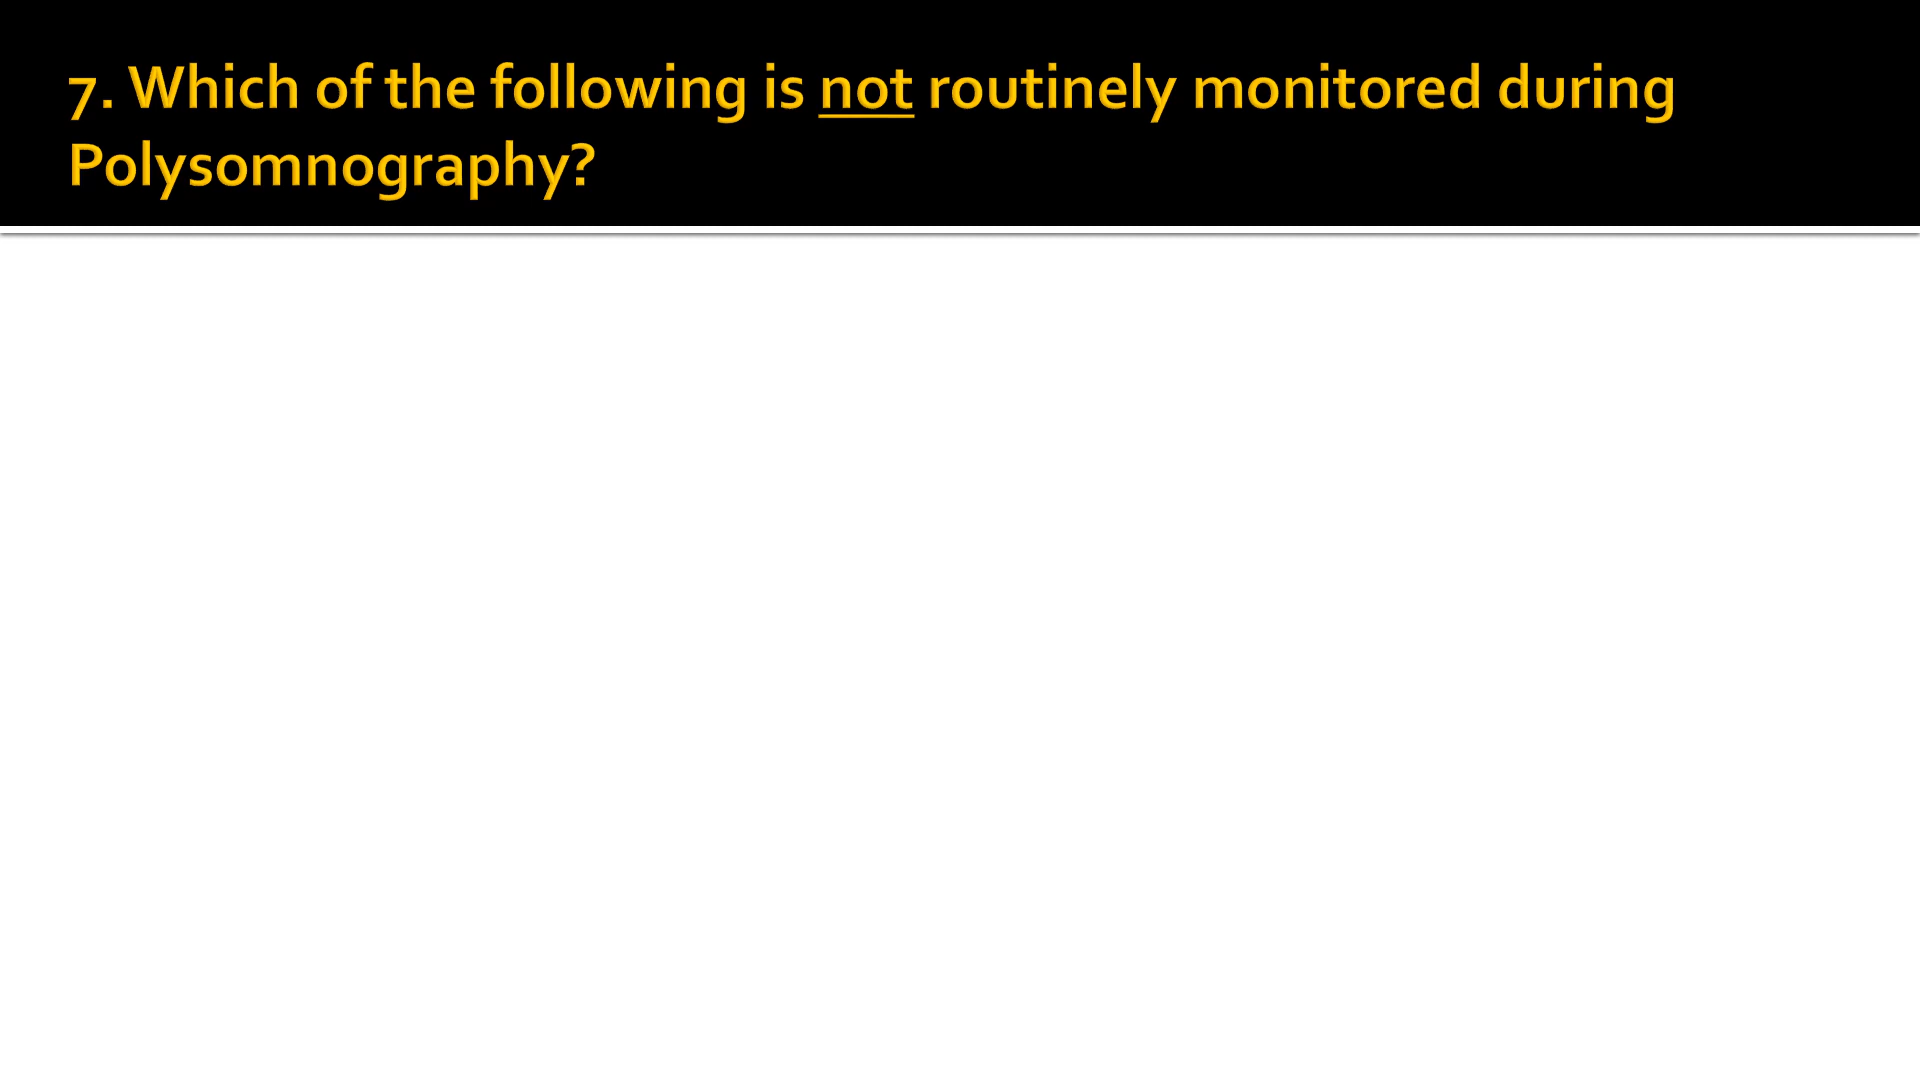 7. Which of the following is not routinely monitored during
Polysomnography?